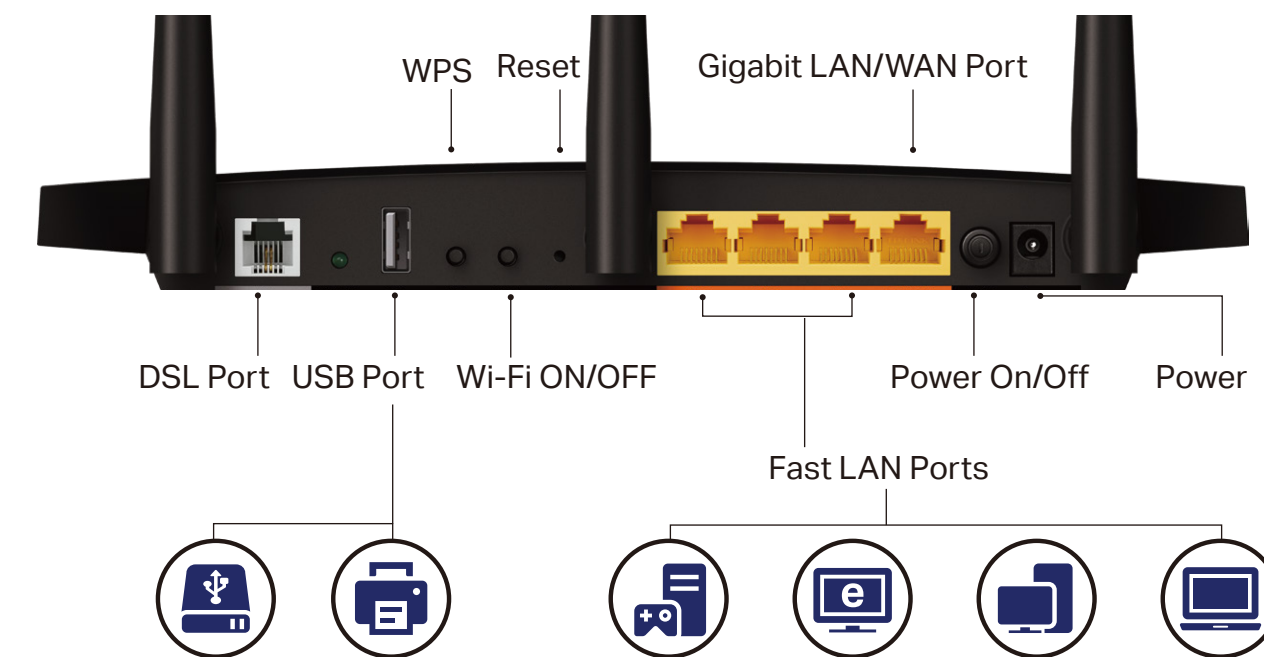 WPS
Reset
Gigabit LAN/WAN Port
DSL Port
USB Port
Wi-Fi ON/OFF
Power On/Off
Power
Fast LAN Ports
e